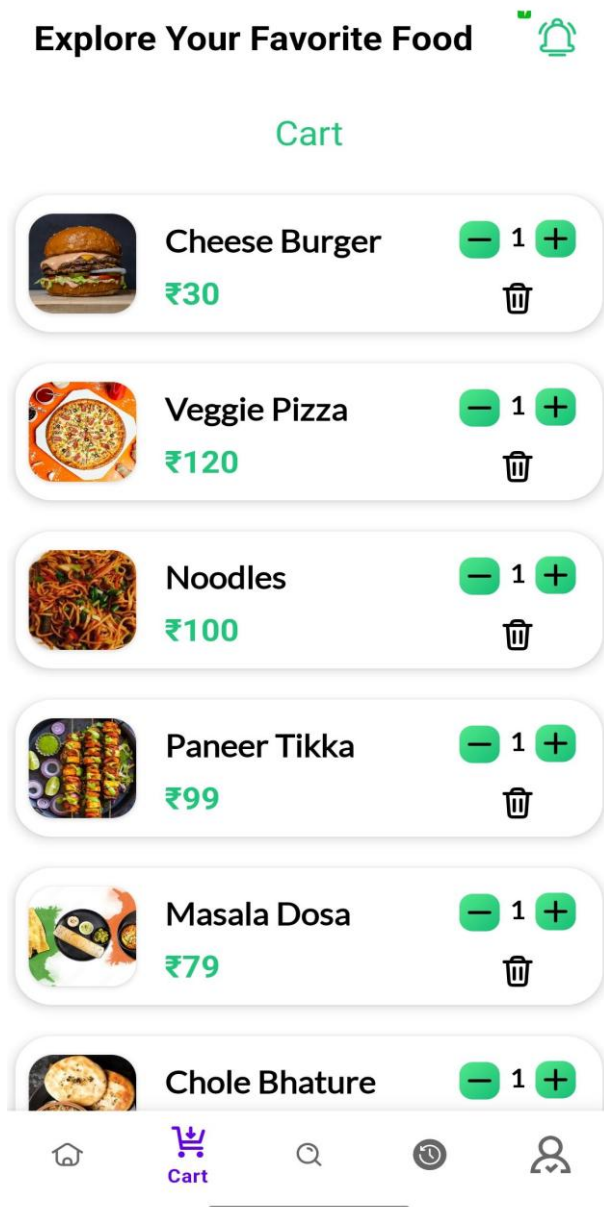 Explore Your Favorite Food
Cart
Cheese Burger
1
₹30
Veggie Pizza
1
₹120
Noodles
1
₹100
Paneer Tikka
1
₹99
Masala Dosa
1
₹79
Chole Bhature
1
Cart